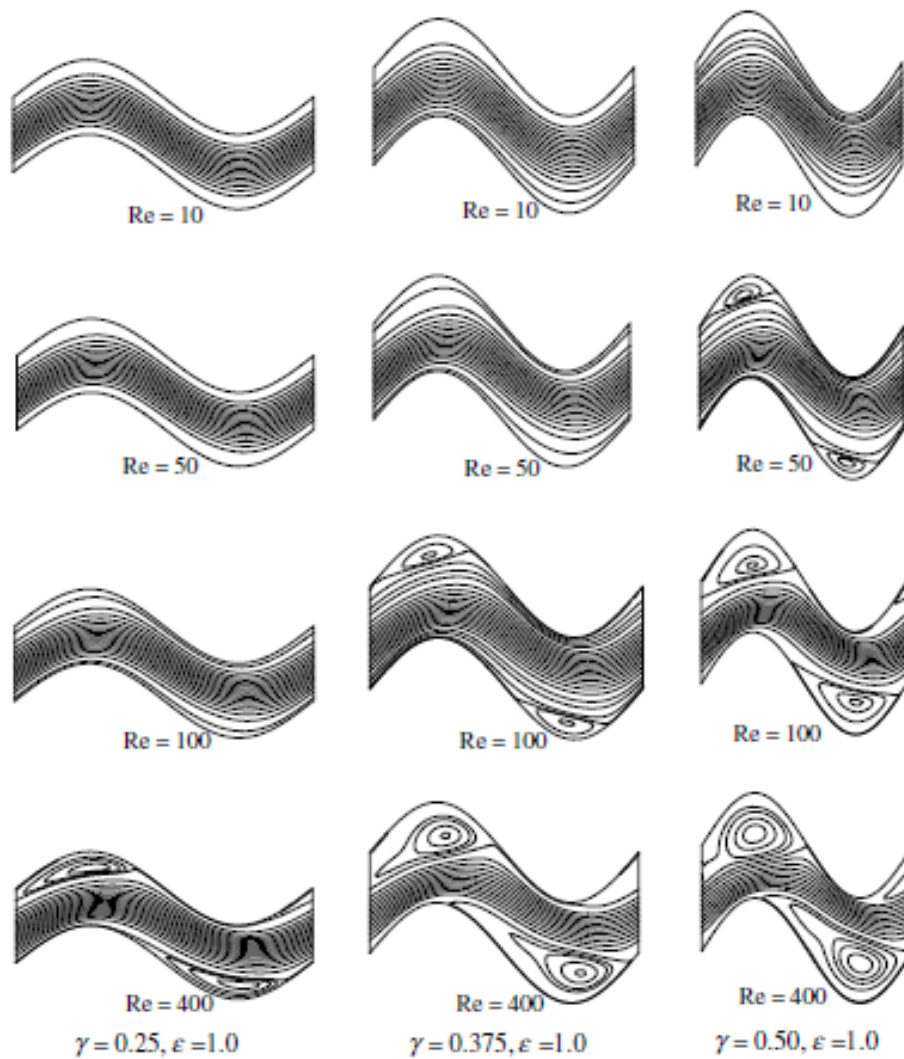 Re = 10 Re = 10 Re = 10
Re = 50 Re = 50 Re = 50
Re = 100 Re = 100 Re = 100
Re = 400 Re = 400 Re = 400
γ = 0.25, ε =1.0 γ = 0.375, ε =1.0 γ = 0.50, ε =1.0